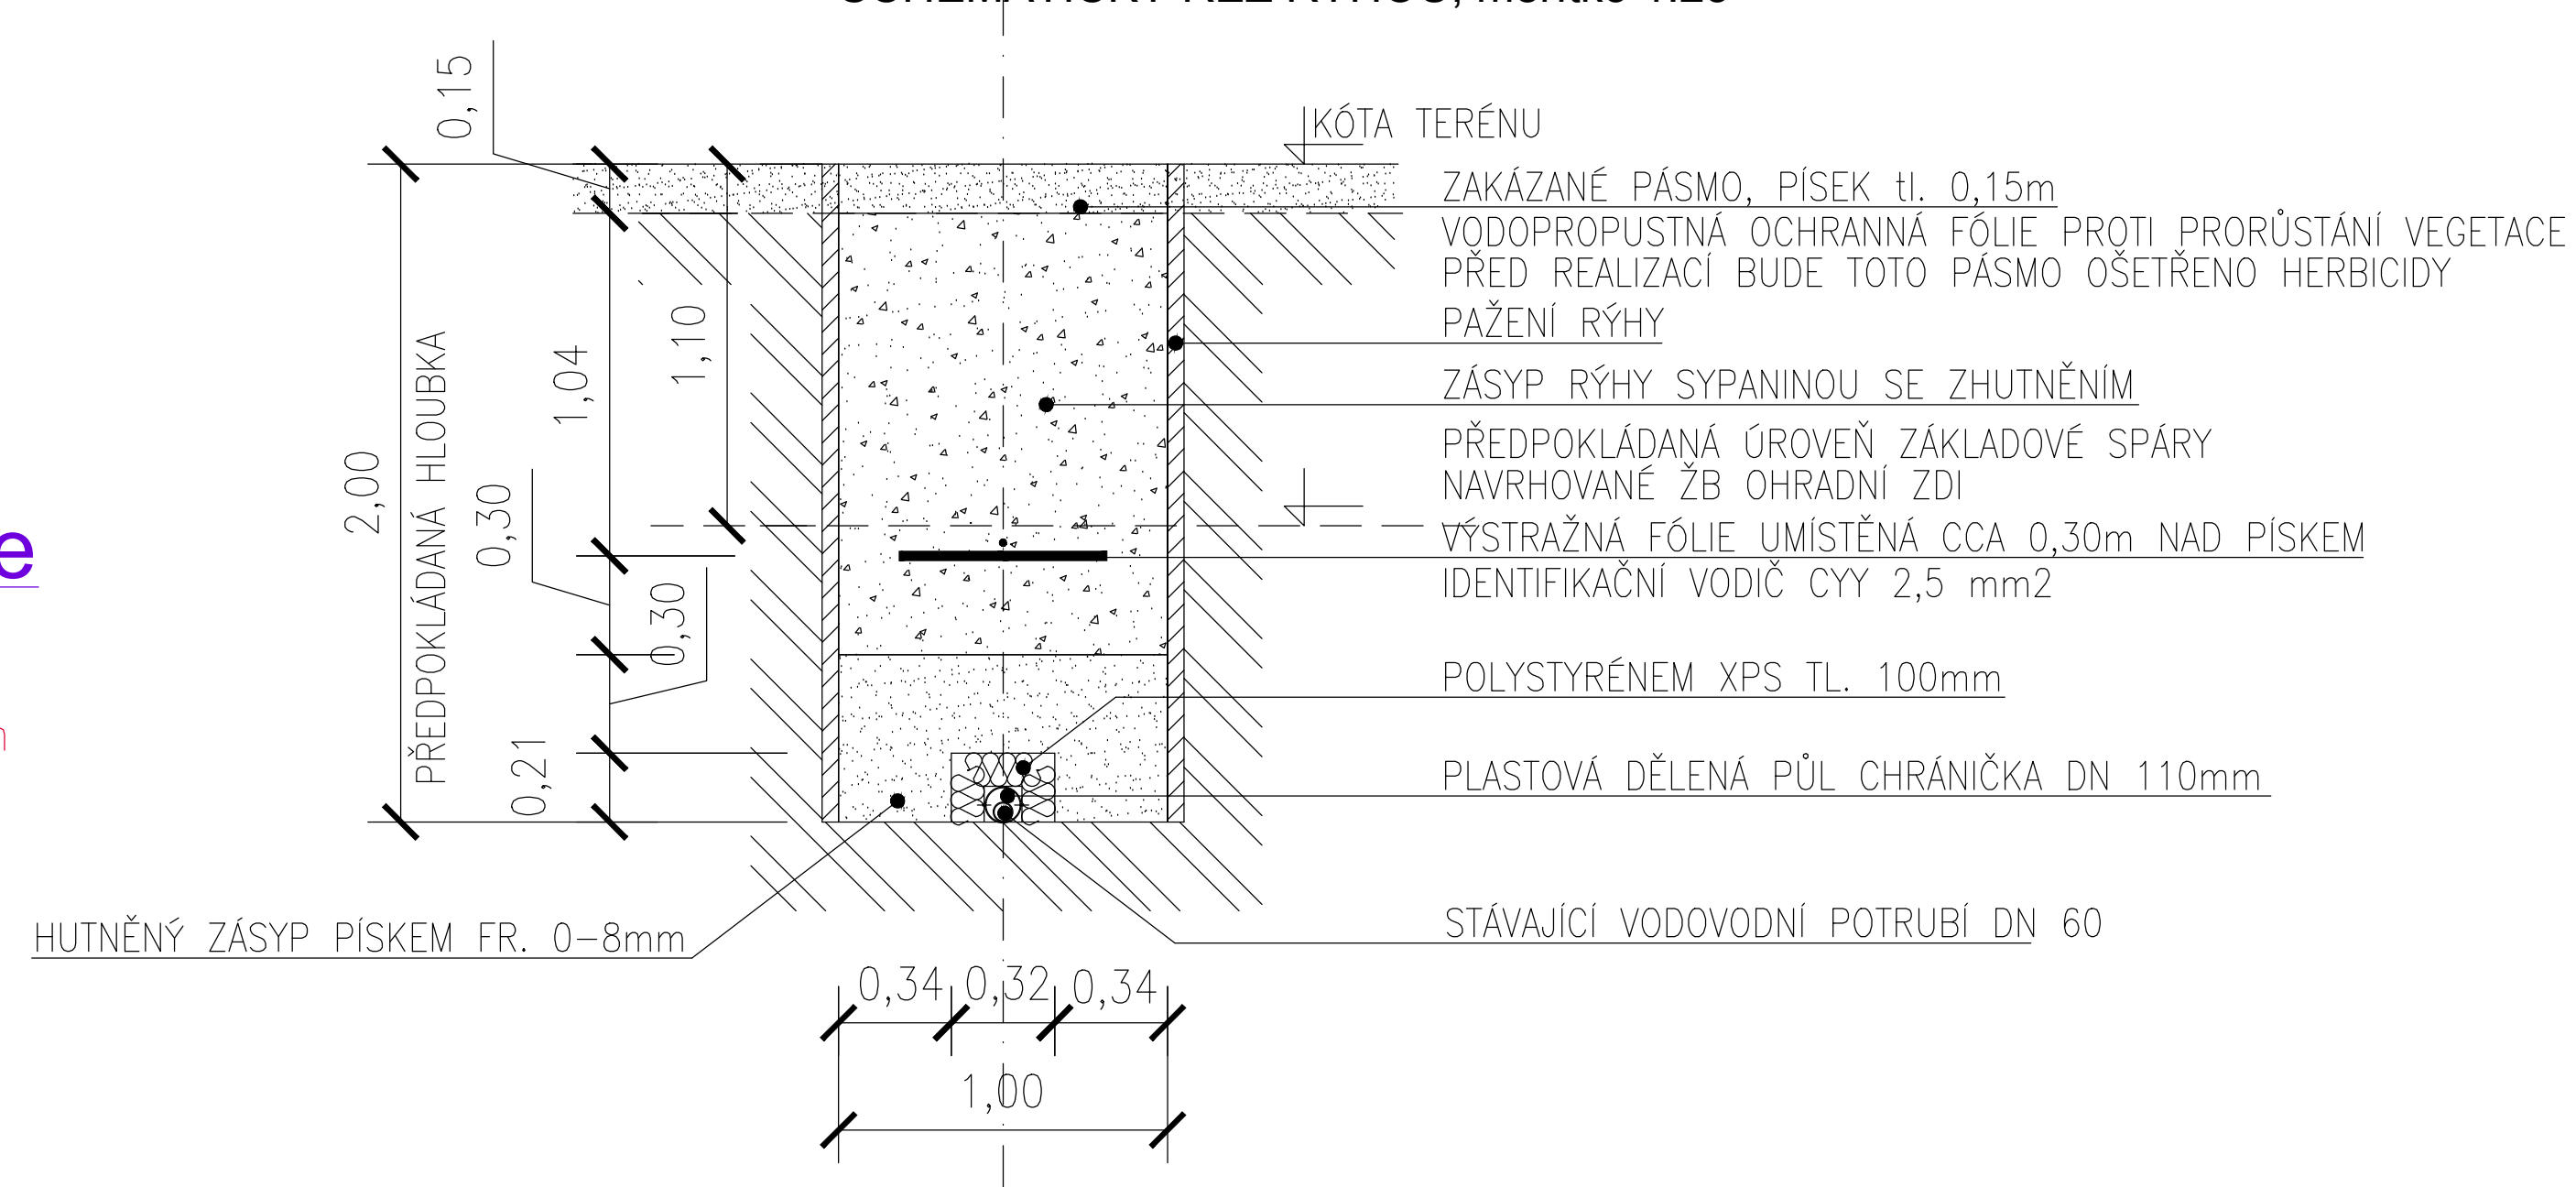 0,15
KÓTA TERÉNU
ZAKÁZANÉ PÁSMO, PÍSEK tl. 0,15m
VODOPROPUSTNÁ OCHRANNÁ FÓLIE PROTI PRORŮSTÁNÍ VEGETACE
PŘED REALIZACÍ BUDE TOTO PÁSMO OŠETŘENO HERBICIDY
PAŽENÍ RÝHY
ZÁSYP RÝHY SYPANINOU SE ZHUTNĚNÍM
PŘEDPOKLÁDANÁ ÚROVEŇ ZÁKLADOVÉ SPÁRY
NAVRHOVANÉ ŽB OHRADNÍ ZDI
VÝSTRAŽNÁ FÓLIE UMÍSTĚNÁ CCA 0,30m NAD PÍSKEM
IDENTIFIKAČNÍ VODIČ CYY 2,5 mm2
POLYSTYRÉNEM XPS TL. 100mm
PLASTOVÁ DĚLENÁ PŮL CHRÁNIČKA DN 110mm
STÁVAJÍCÍ VODOVODNÍ POTRUBÍ DN 60
2,00
PŘEDPOKLÁDANÁ HLOUBKA
1,04
1,10
0,30
0,30
0,21
HUTNĚNÝ ZÁSYP PÍSKEM FR. 0-8mm
0,34 0,32 0,34
1,00